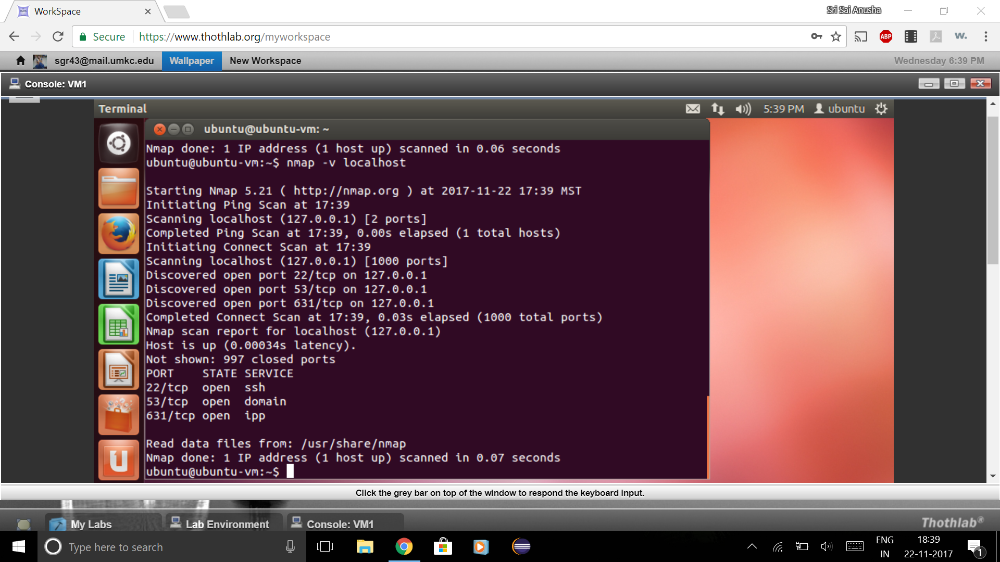 WorkSpace
Sri Sai Anusha
Secure
https://www.thothlab.org/myworkspace
ABP
w.
sgr43@mail.umkc.edu
Wallpaper
New Workspace
Wednesday 6:39 PM
Console: VM1
Terminal
5:39 PM
ubuntu
ubuntu@ubuntu-vm: ~
Nmap done: 1 IP address (1 host up) scanned in 0.06 seconds
ubuntu@ubuntu-vm:~$ nmap -v localhost
Starting Nmap 5.21 ( http://nmap.org ) at 2017-11-22 17:39 MST
Initiating Ping Scan at 17:39
Scanning localhost (127.0.0.1) [2 ports]
Completed Ping Scan at 17:39, 0.00s elapsed (1 total hosts)
Initiating Connect Scan at 17:39
Scanning localhost (127.0.0.1) [1000 ports]
Discovered open port 22/tcp on 127.0.0.1
Discovered open port 53/tcp on 127.0.0.1
Discovered open port 631/tcp on 127.0.0.1
Completed Connect Scan at 17:39, 0.03s elapsed (1000 total ports)
Nmap scan report for localhost (127.0.0.1)
Host is up (0.00034s latency).
Not shown: 997 closed ports
PORT    STATE SERVICE
22/tcp  open  ssh
53/tcp  open  domain
631/tcp open  ipp
Read data files from: /usr/share/nmap
Nmap done: 1 IP address (1 host up) scanned in 0.07 seconds
ubuntu@ubuntu-vm:~$
Click the grey bar on top of the window to respond the keyboard input.
My Labs
Lab Environment
Console: VM1
Thothlab®
Type here to search
ENG
IN
18:39
22-11-2017
1